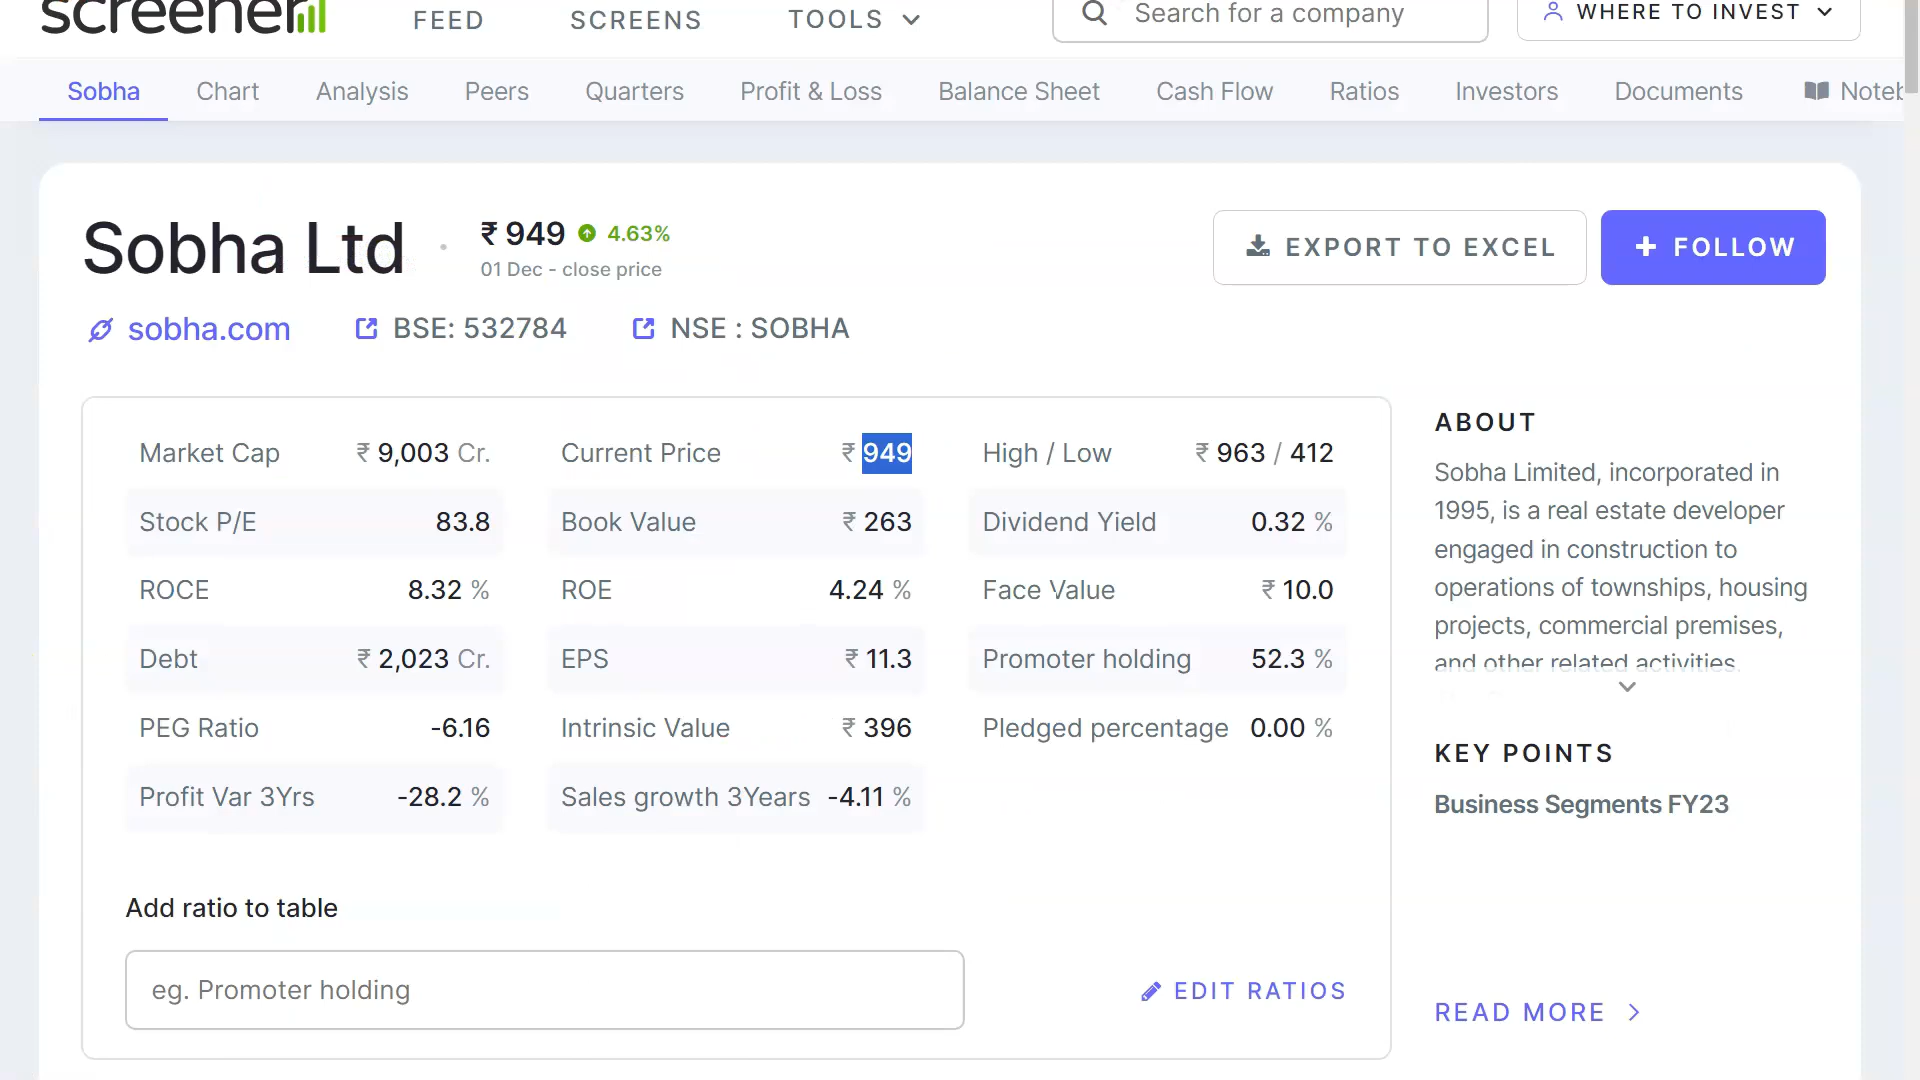 screener
FEED
SCREENS
TOOLS
Search for a company
WHERE TO INVEST
Sobha
Chart
Analysis
Peers
Quarters
Profit & Loss
Balance Sheet
Cash Flow
Ratios
Investors
Documents
Noteb
Sobha Ltd
₹ 949 4.63%
01 Dec - close price
EXPORT TO EXCEL
FOLLOW
sobha.com
BSE: 532784
NSE : SOBHA
Market Cap ₹ 9,003 Cr.
Current Price ₹ 949
High / Low ₹ 963 / 412
Stock P/E 83.8
Book Value ₹ 263
Dividend Yield 0.32 %
ROCE 8.32 %
ROE 4.24 %
Face Value ₹ 10.0
Debt ₹ 2,023 Cr.
EPS ₹ 11.3
Promoter holding 52.3 %
PEG Ratio -6.16
Intrinsic Value ₹ 396
Pledged percentage 0.00 %
Profit Var 3Yrs -28.2 %
Sales growth 3Years -4.11 %
Add ratio to table
eg. Promoter holding
EDIT RATIOS
ABOUT
Sobha Limited, incorporated in
1995, is a real estate developer
engaged in construction to
operations of townships, housing
projects, commercial premises,
and other related activities.
KEY POINTS
Business Segments FY23
READ MORE